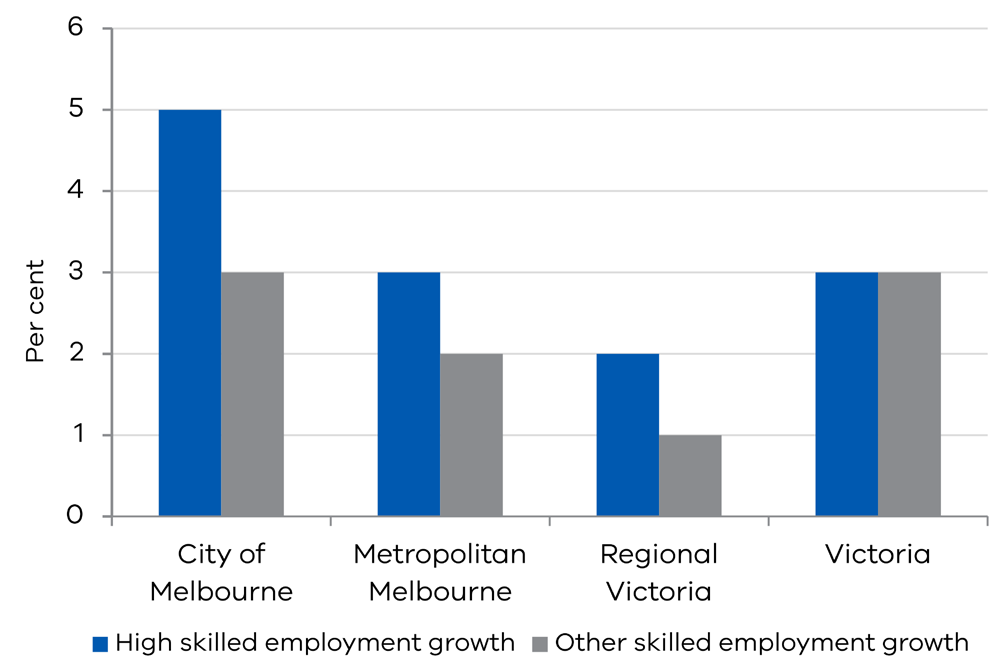 6
5
4
3
2
1
0
Per cent
City of
Melbourne
Metropolitan
Melbourne
Regional
Victoria
Victoria
High skilled employment growth
Other skilled employment growth